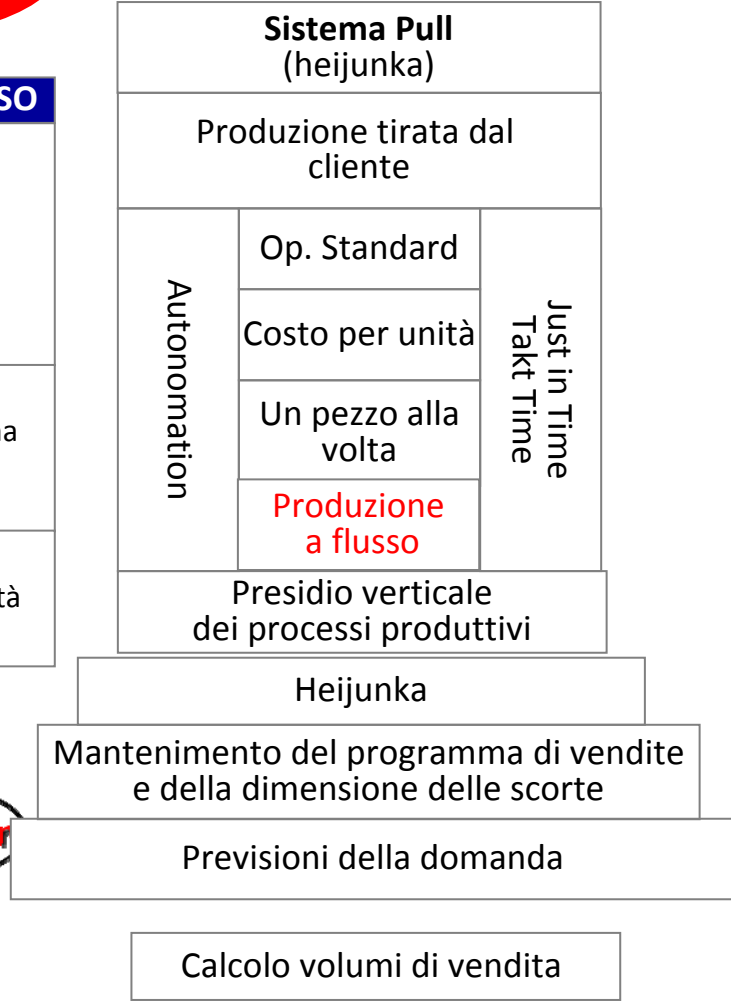 Sistema Pull
(heijunka)
SO
Produzione tirata dal
cliente
Op. Standard
Autonomation
Just in Time
Takt Time
Costo per unità
Un pezzo alla
volta
Produzione
a flusso
Presidio verticale
dei processi produttivi
Heijunka
Mantenimento del programma di vendite
e della dimensione delle scorte
Previsioni della domanda
Calcolo volumi di vendita